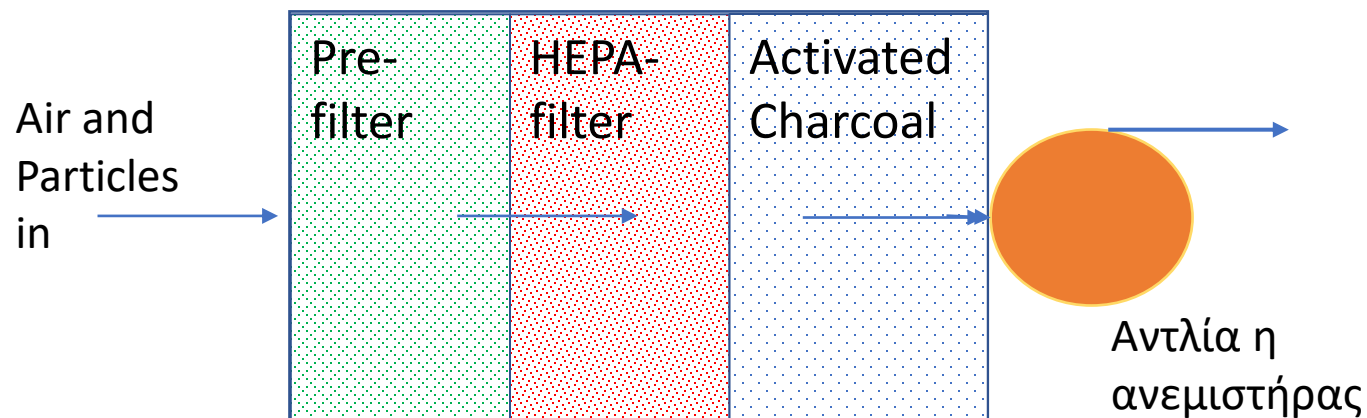 Air and
Particles
in
Pre-
filter
HEPA-
filter
Activated
Charcoal
Αντλία η
ανεμιστήρας